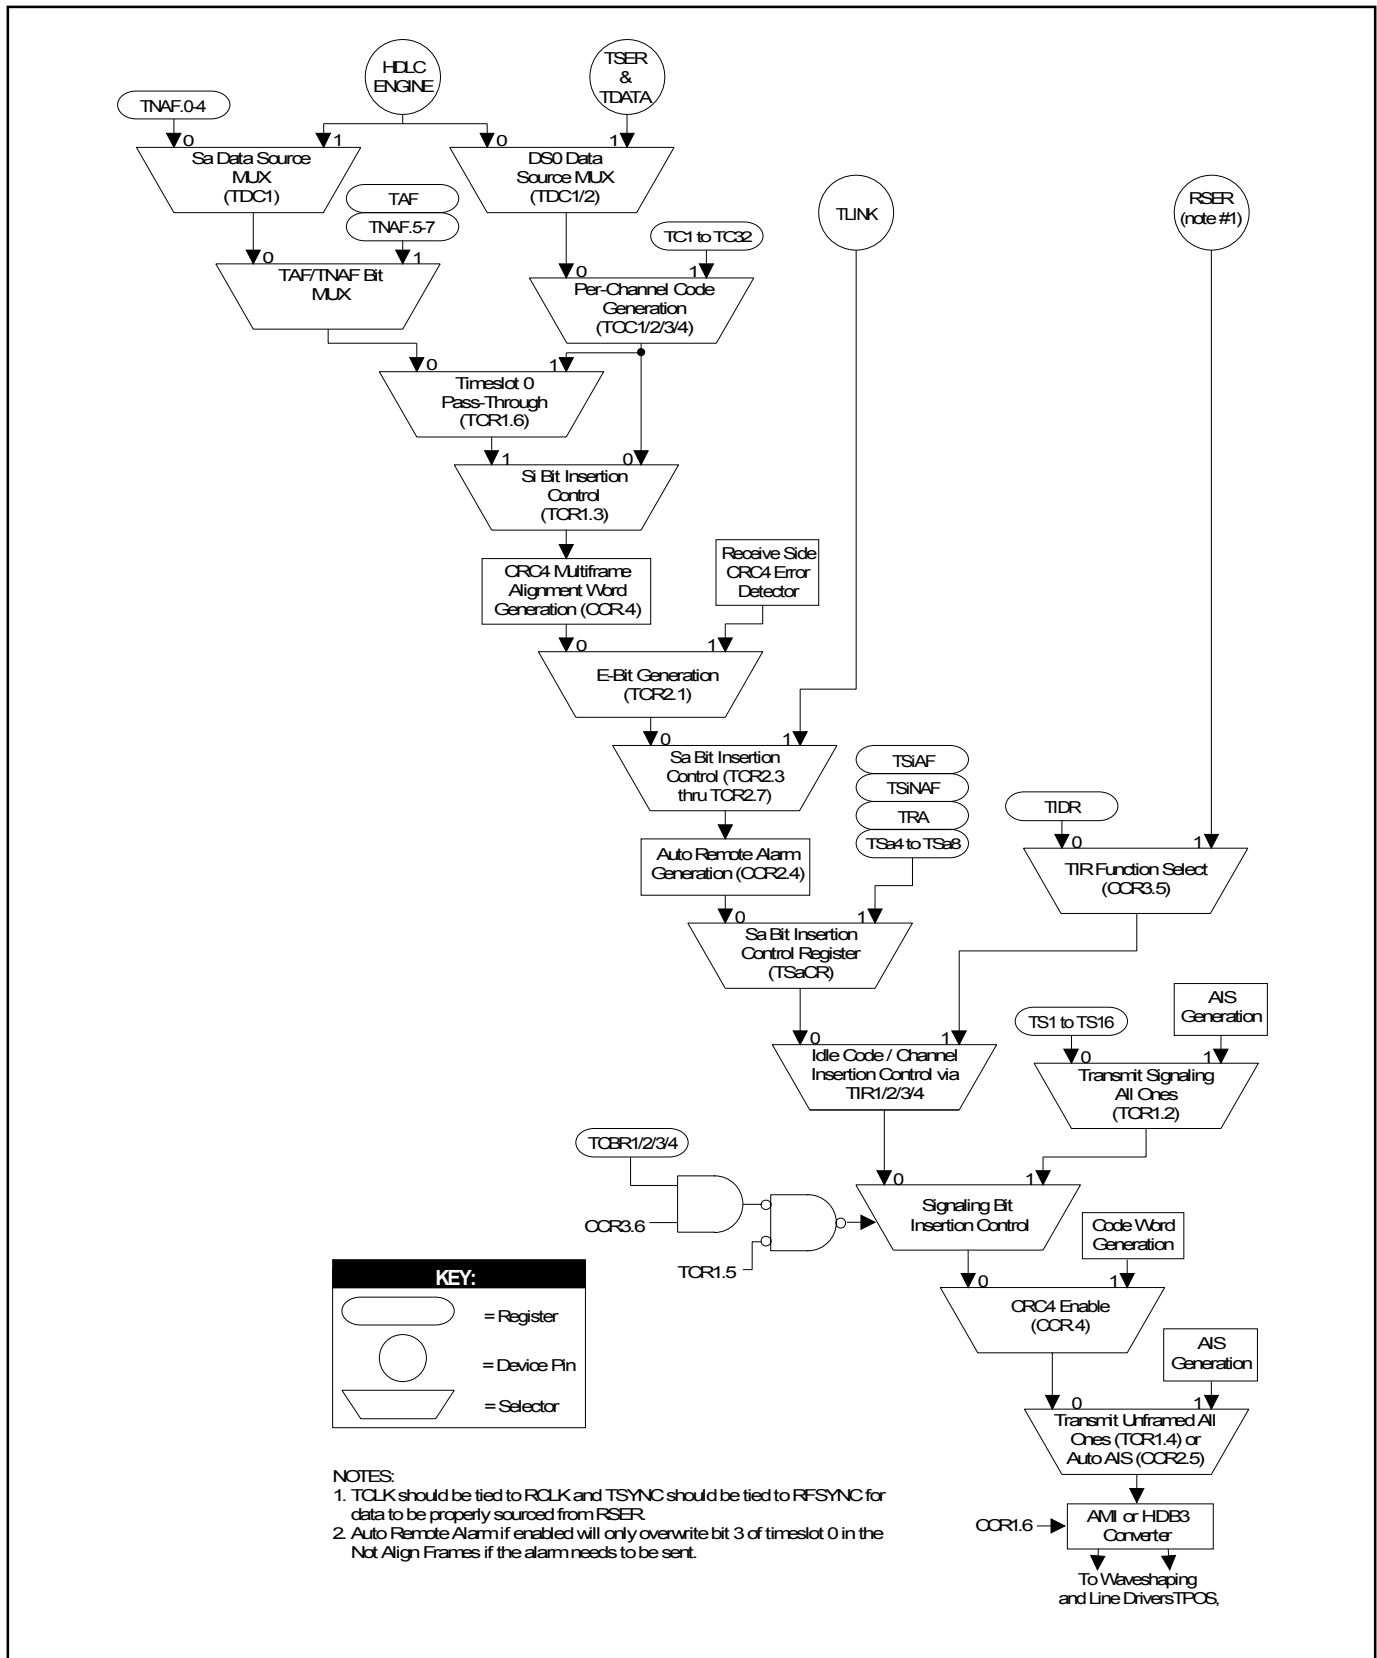 HDLC
ENGINE
TSER
&
TDATA
TNAF.0-4
0
1
0
1
Sa Data Source
MUX
(TDC1)
DS0 Data
Source MUX
(TDC1/2)
TAF
TNAF.5-7
TLINK
RSER
(note #1)
TC1 to TC32
0
1
TAF/TNAF Bit
MUX
0
1
Per-Channel Code
Generation
(TCC1/2/3/4)
0
1
Timeslot 0
Pass-Through
(TCR1.6)
1
0
Si Bit Insertion
Control
(TCR1.3)
CRC4 Multiframe
Alignment Word
Generation (CCR.4)
Receive Side
CRC4 Error
Detector
0
1
E-Bit Generation
(TCR2.1)
0
1
Sa Bit Insertion
Control (TCR2.3
thru TCR2.7)
TSiAF
TSiNAF
TRA
TSa4 to TSa8
TIDR
0
1
TIR Function Select
(CCR3.5)
Auto Remote Alarm
Generation (CCR2.4)
0
1
Sa Bit Insertion
Control Register
(TSaCR)
AIS
Generation
TS1 to TS16
0
1
Idle Code / Channel
Insertion Control via
TIR1/2/3/4
0
1
Transmit Signaling
All Ones
(TCR1.2)
TCBR1/2/3/4
CCR3.6
TCR1.5
0
1
Signaling Bit
Insertion Control
Code Word
Generation
0
1
CRC4 Enable
(CCR.4)
AIS
Generation
0
1
Transmit Unframed All
Ones (TCR1.4) or
Auto AIS (CCR2.5)
CCR1.6
AMI or HDB3
Converter
To Waveshaping
and Line DriversTPOS,
KEY:
= Register
= Device Pin
= Selector
NOTES:
1. TCLK should be tied to RCLK and TSYNC should be tied to RFSYNC for
data to be properly sourced from RSER.
2. Auto Remote Alarm if enabled will only overwrite bit 3 of timeslot 0 in the
Not Align Frames if the alarm needs to be sent.